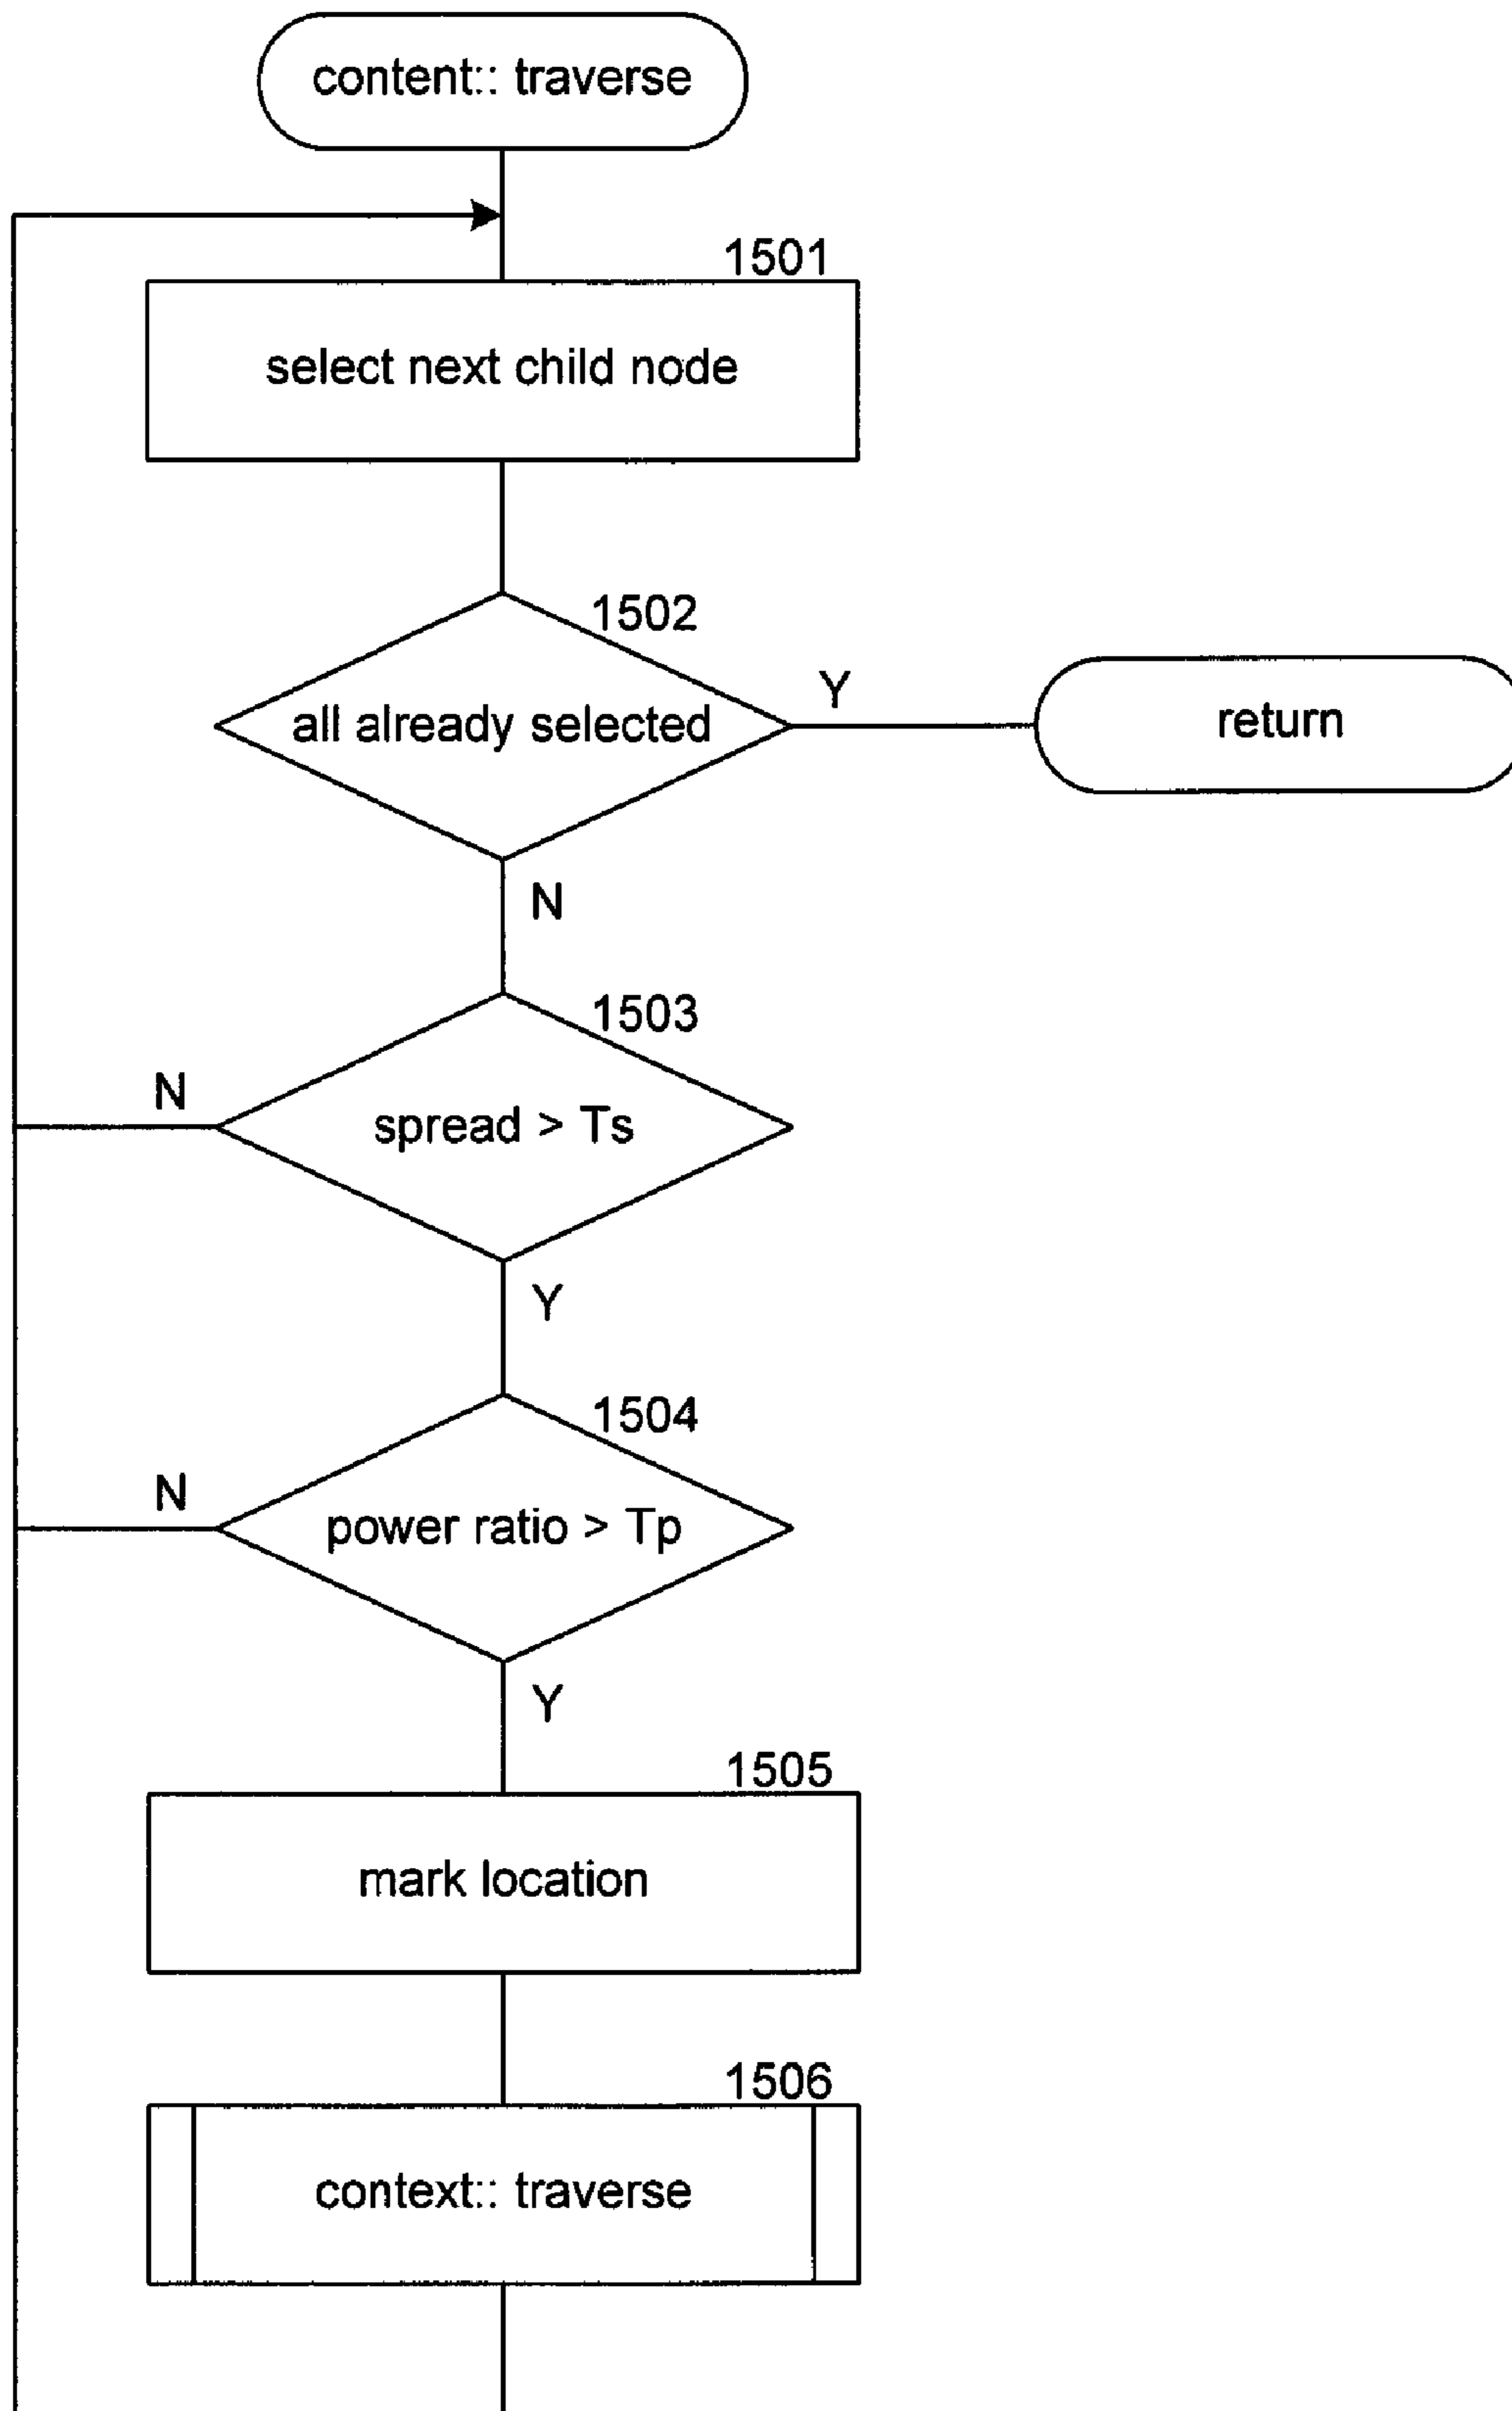 content:: traverse
1501
select next child node
1502
all already selected
Y
return
N
1503
N
spread > Ts
Y
1504
N
power ratio > Tp
Y
1505
mark location
1506
context:: traverse